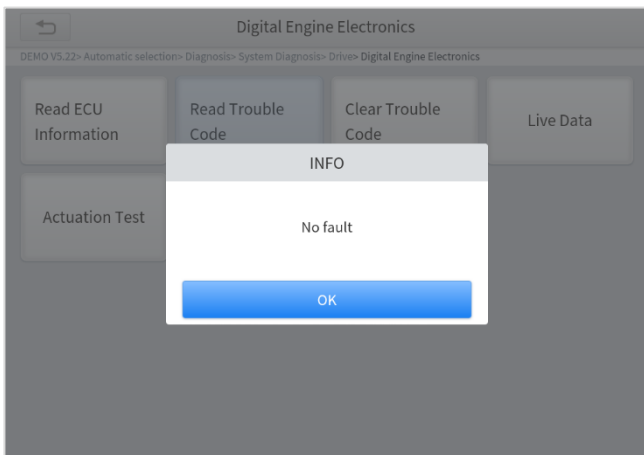 Digital Engine Electronics
DEMO V5.22> Automatic selection> Diagnosis> System Diagnosis> Drive> Digital Engine Electronics
Read ECU
Information
Read Trouble
Code
Clear Trouble
Code
Live Data
INFO
Actuation Test
No fault
OK